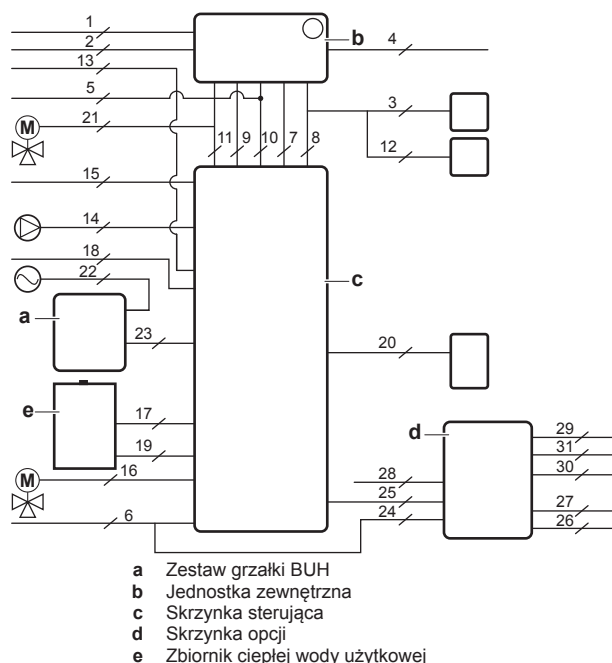 1
2
b
4
13
5
3
21
M
11 9 10 7 8
12
15
14
18
c
22
a
20
23
e
17
d
29
31
19
28
30
M
16
25
27
6
24
26
a Zestaw grzałki BUH
b Jednostka zewnętrzna
c Skrzynka sterująca
d Skrzynka opcji
e Zbiornik ciepłej wody użytkowej